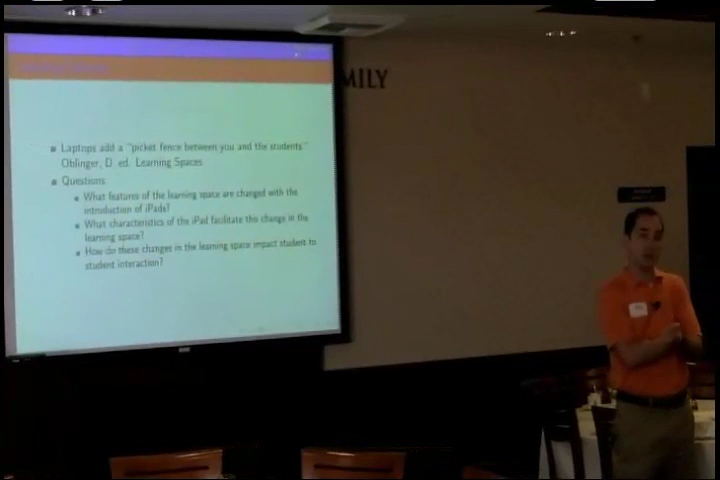 MILY
Laptops add a "picket fence between you and the students."
Oblinger, D. ed. Learning Spaces
Questions
What features of the learning space are changed with the
introduction of iPads?
What characteristics of the iPad facilitate this change in the
learning space?
How do these changes in the learning space impact student to
student interaction?